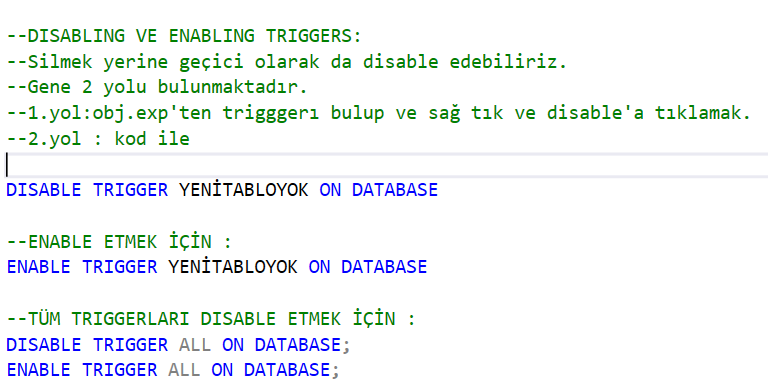 --DISABLING VE ENABLING TRIGGERS:
--Silmek yerine geçici olarak da disable edebiliriz.
--Gene 2 yolu bulunmaktadır.
--1.yol:obj.exp'ten trigggerı bulup ve sağ tık ve disable'a tıklamak.
--2.yol : kod ile
DISABLE TRIGGER YENİTABLOYOK ON DATABASE
--ENABLE ETMEK İÇİN :
ENABLE TRIGGER YENİTABLOYOK ON DATABASE
--TÜM TRIGGERLARI DISABLE ETMEK İÇİN :
DISABLE TRIGGER ALL ON DATABASE;
ENABLE TRIGGER ALL ON DATABASE;